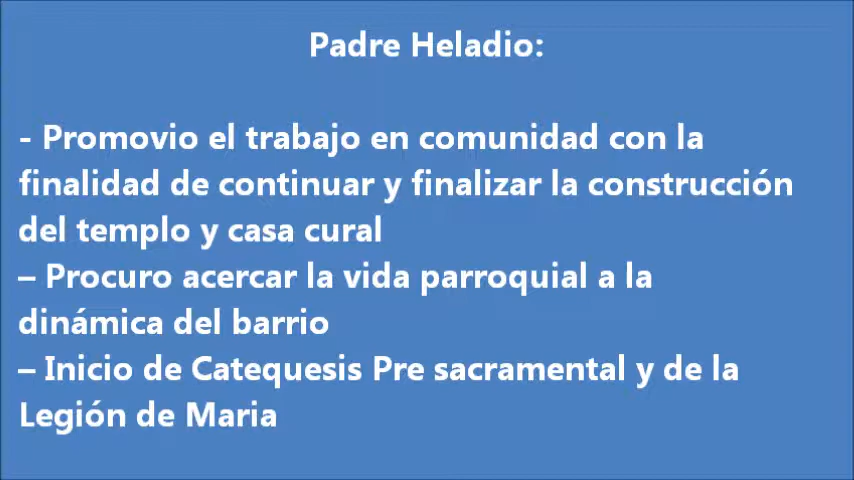 Padre Heladio:
- Promovio el trabajo en comunidad con la
finalidad de continuar y finalizar la construcción
del templo y casa cural
– Procuro acercar la vida parroquial a la
dinámica del barrio
– Inicio de Catequesis Pre sacramental y de la
Legión de Maria